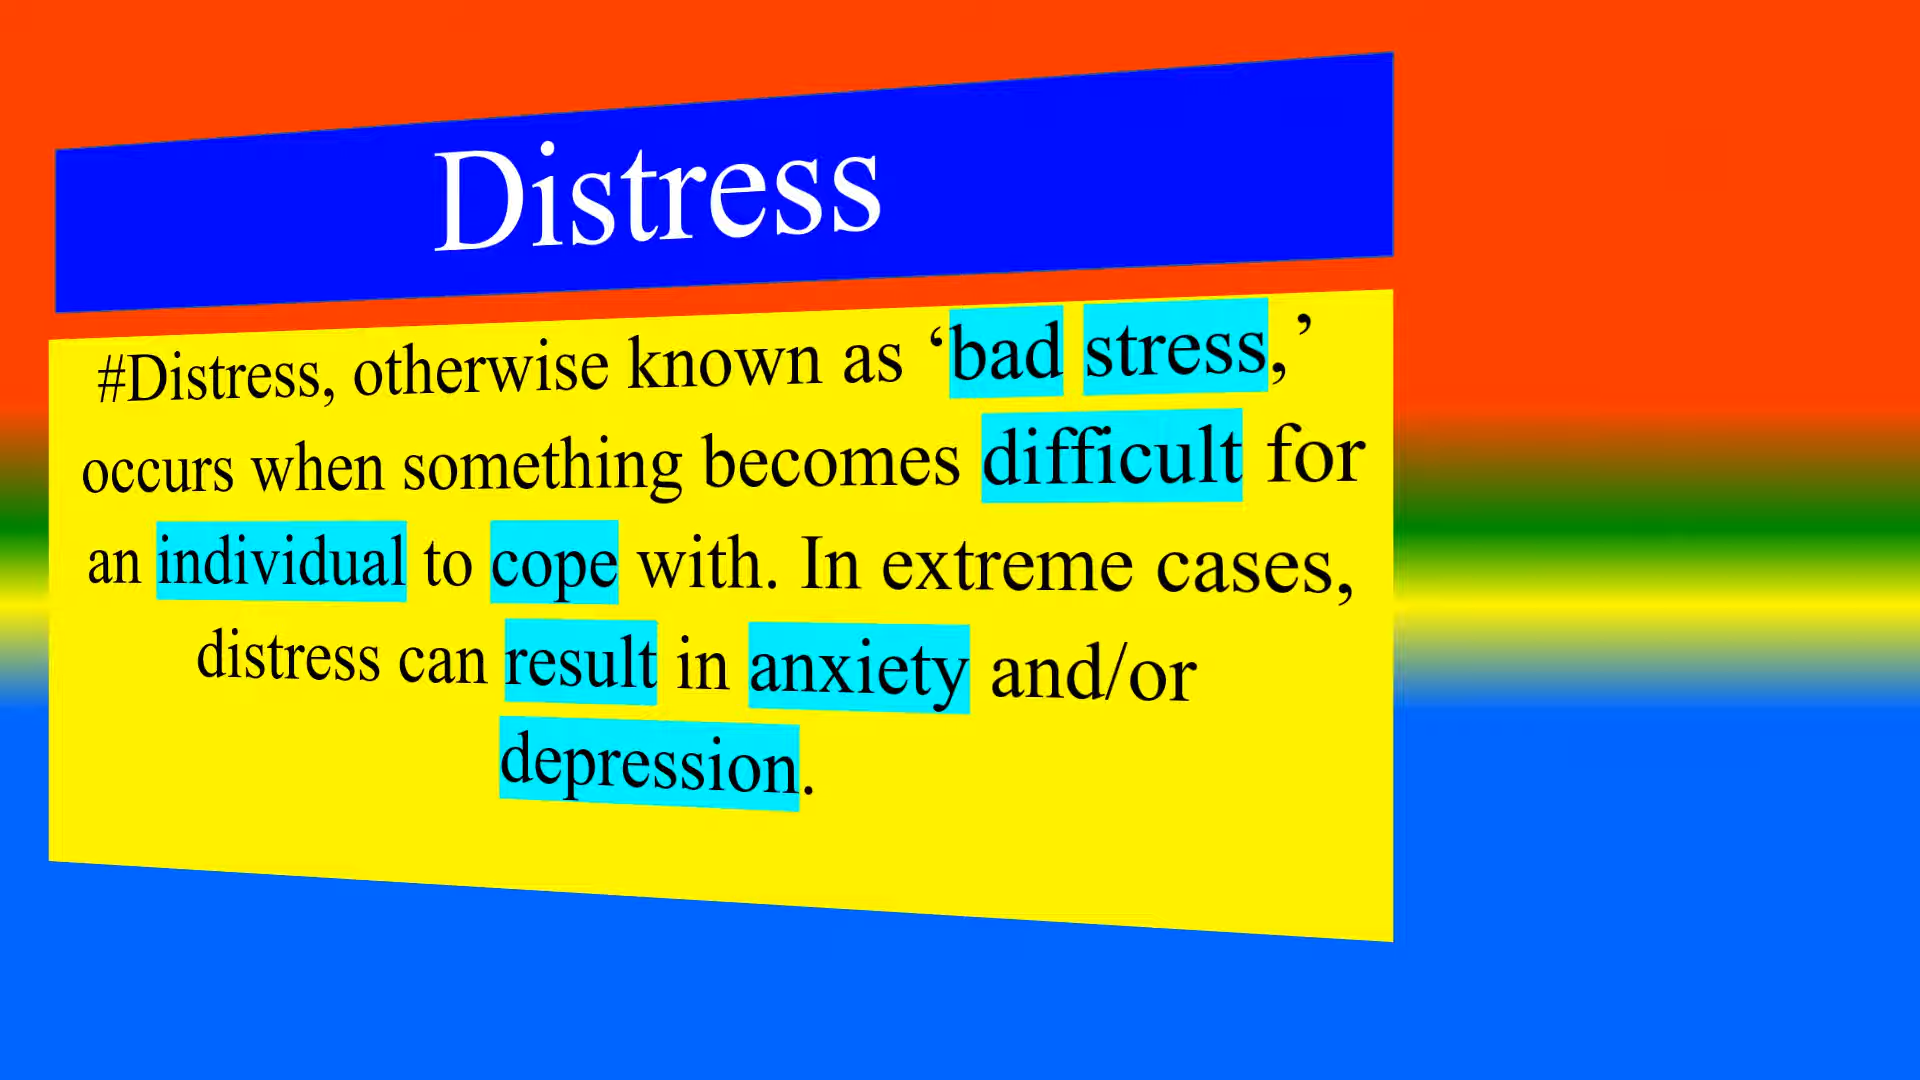 Distress
#Distress, otherwise known as ‘bad stress,’
occurs when something becomes difficult for
an individual to cope with. In extreme cases,
distress can result in anxiety and/or
depression.